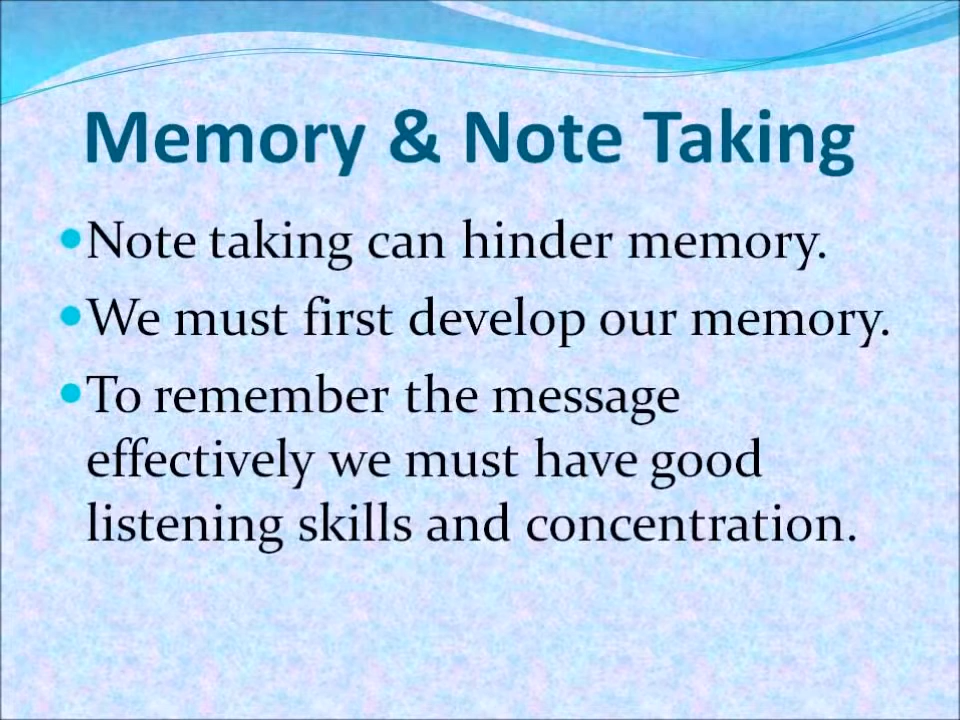 Memory & Note Taking
• Note taking can hinder memory.
• We must first develop our memory.
• To remember the message
effectively we must have good
listening skills and concentration.